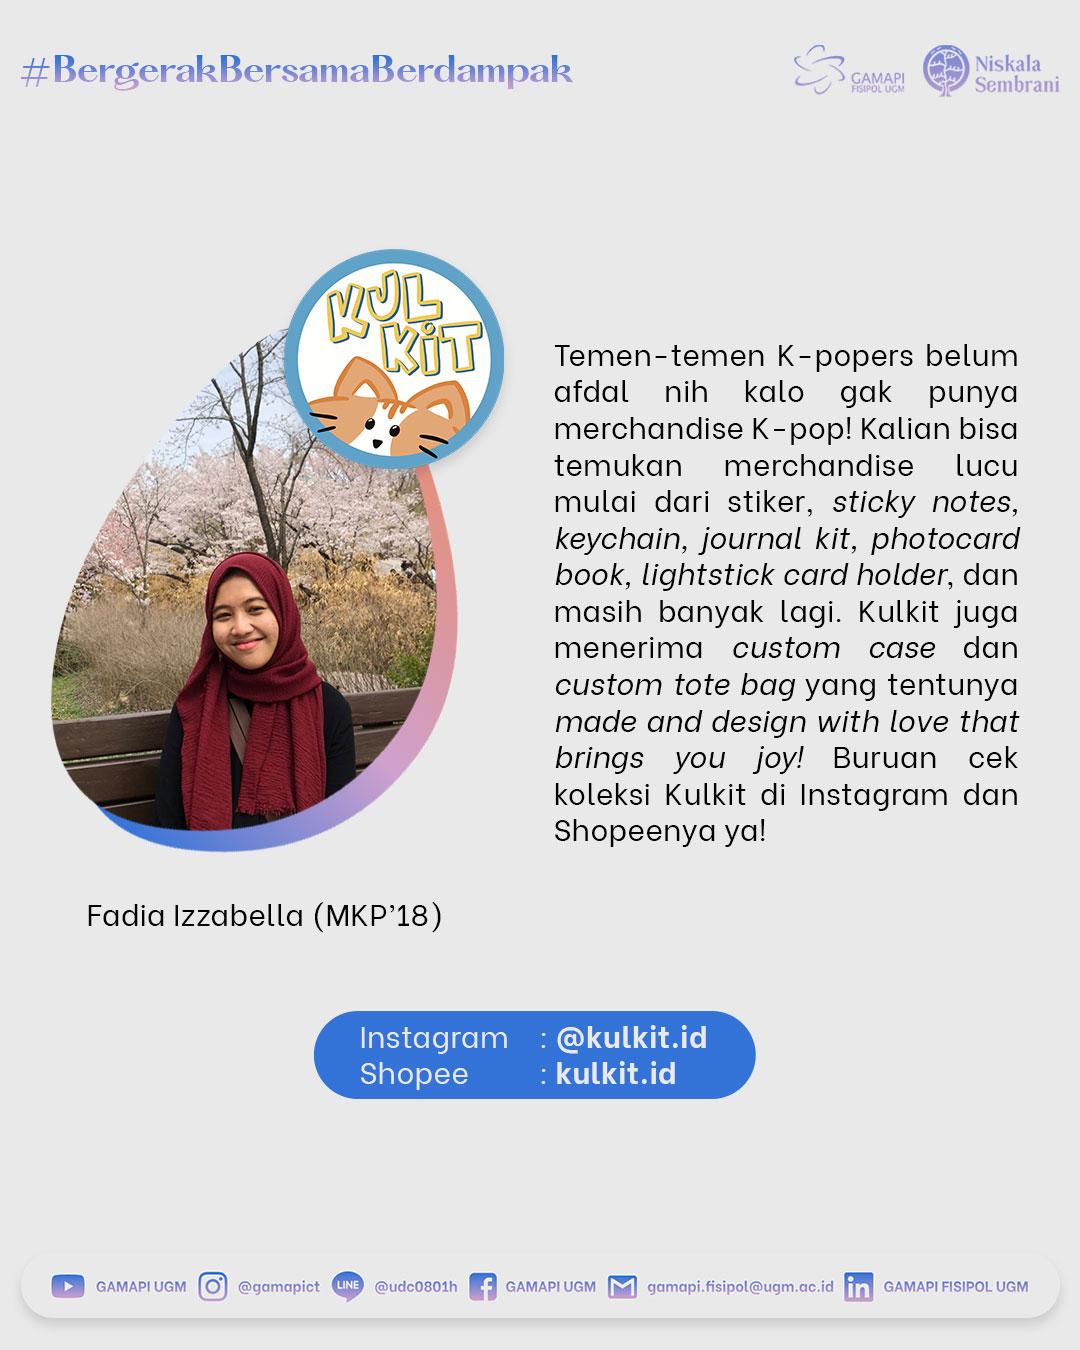 #BergerakBersamaBerdampak
GAMAPI
FISIPOL UGM
Niskala
Sembrani
KUL
KiT
Temen-temen K-popers belum
afdal nih kalo gak punya
merchandise K-pop! Kalian bisa
temukan merchandise lucu
mulai dari stiker, sticky notes,
keychain, journal kit, photocard
book, lightstick card holder, dan
masih banyak lagi. Kulkit juga
menerima custom case dan
custom tote bag yang tentunya
made and design with love that
brings you joy! Buruan cek
koleksi Kulkit di Instagram dan
Shopeenya ya!
Fadia Izzabella (MKP’18)
Instagram : @kulkit.id
Shopee : kulkit.id
GAMAPI UGM @gamapict LINE @udc0801h GAMAPI UGM gamapi.fisipol@ugm.ac.id GAMAPI FISIPOL UGM